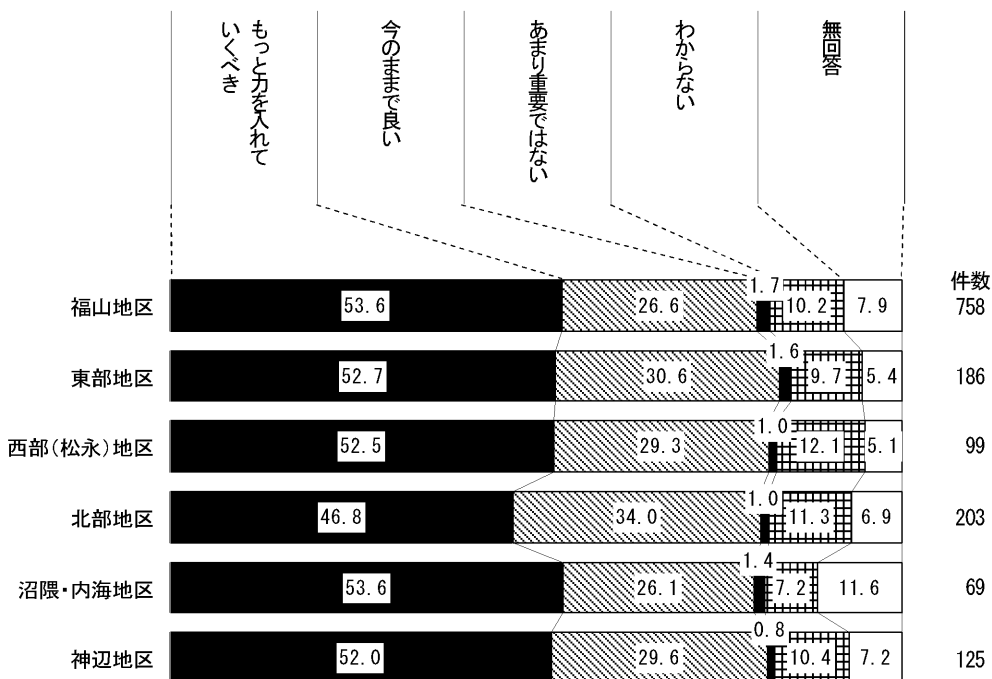 もっと力を入れて
いくべき
今のままで良い
あまり重要ではない
わからない
無回答
件数
福山地区 53.6 26.6 1.7 10.2 7.9 758
東部地区 52.7 30.6 1.6 9.7 5.4 186
西部(松永)地区 52.5 29.3 1.0 12.1 5.1 99
北部地区 46.8 34.0 1.0 11.3 6.9 203
沼隈・内海地区 53.6 26.1 1.4 7.2 11.6 69
神辺地区 52.0 29.6 0.8 10.4 7.2 125